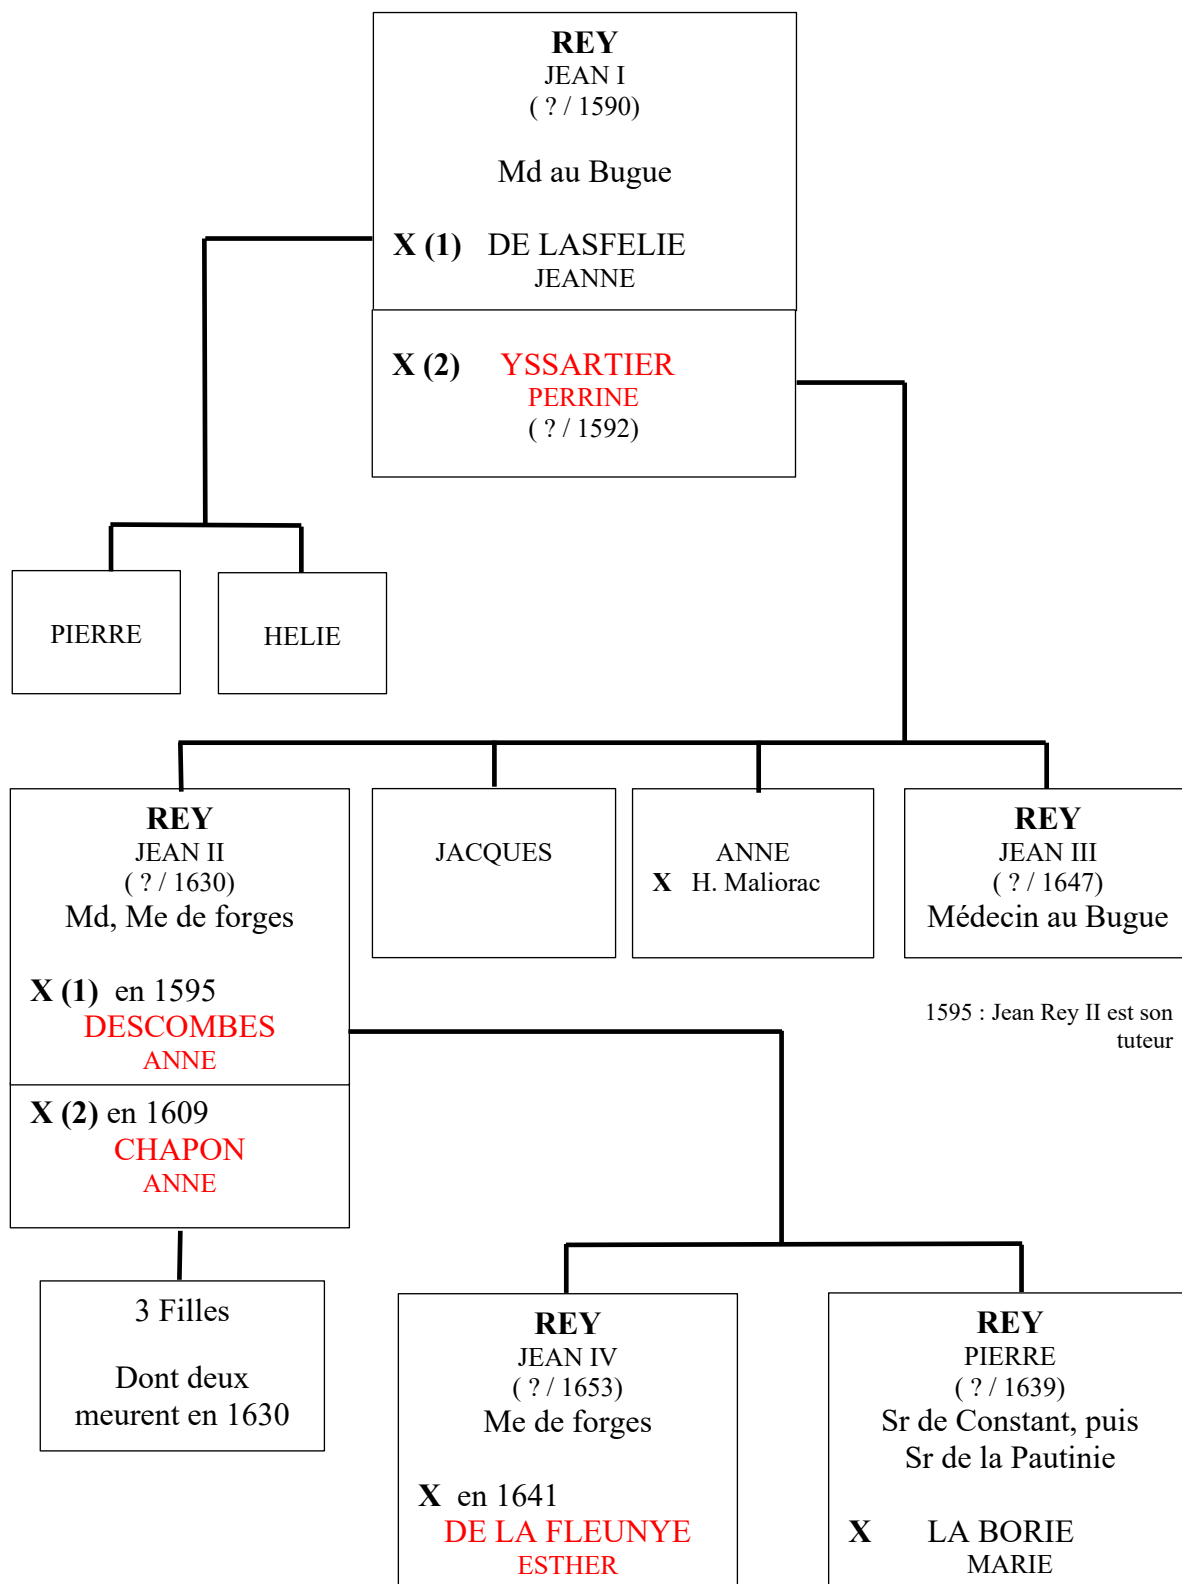 REY
JEAN I
( ? / 1590)
Md au Bugue
X (1) DE LASFELIE
JEANNE
X (2) YSSARTIER
PERRINE
( ? / 1592)
PIERRE
HELIE
REY
JEAN II
( ? / 1630)
Md, Me de forges
X (1) en 1595
DESCOMBES
ANNE
X (2) en 1609
CHAPON
ANNE
JACQUES
ANNE
X H. Maliorac
REY
JEAN III
( ? / 1647)
Médecin au Bugue
1595 : Jean Rey II est son
tuteur
3 Filles
Dont deux
meurent en 1630
REY
JEAN IV
( ? / 1653)
Me de forges
X en 1641
DE LA FLEUNYE
ESTHER
REY
PIERRE
( ? / 1639)
Sr de Constant, puis
Sr de la Pautinie
X LA BORIE
MARIE